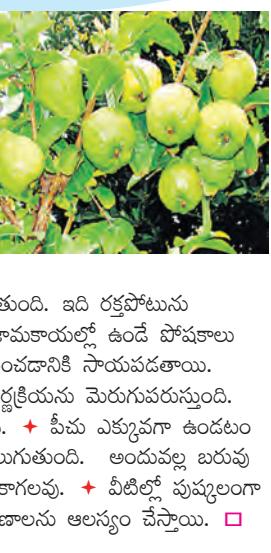 తుంది. ఇది రక్తపోటును
జామకాయల్లో ఉండే పోషకాలు
చడానికి సాయపడతాయి.
ర్ణక్రియను మెరుగుపరుస్తుంది.
. ✦ పీచు ఎక్కువగా ఉండటం
లుగుతుంది. అందువల్ల బరువు
కాగలవు. ✦ వీటిల్లో పుష్కలంగా
ణాలను ఆలస్యం చేస్తాయి. □